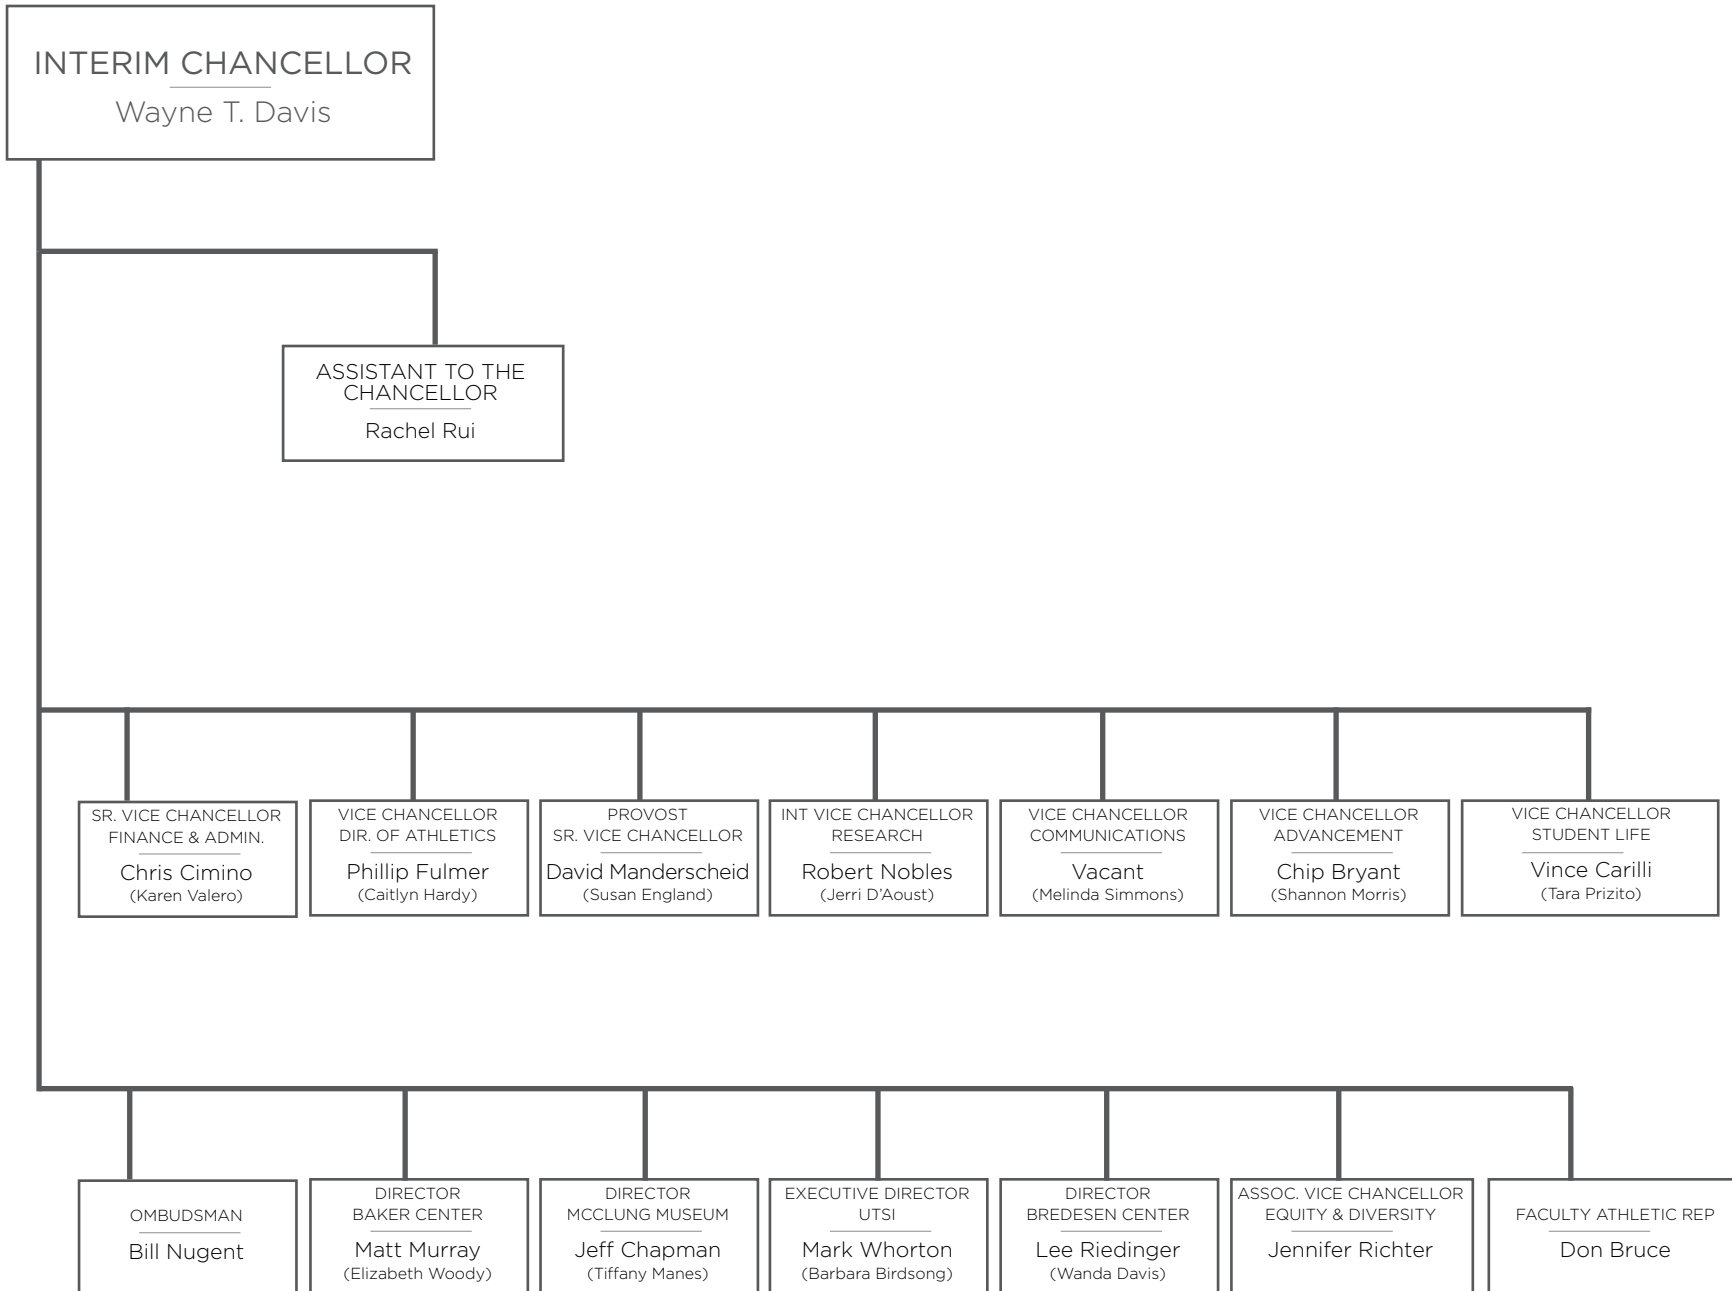 INTERIM CHANCELLOR
Wayne T. Davis
ASSISTANT TO THE
CHANCELLOR
Rachel Rui
SR. VICE CHANCELLOR
FINANCE & ADMIN.
Chris Cimino
(Karen Valero)
VICE CHANCELLOR
DIR. OF ATHLETICS
Phillip Fulmer
(Caitlyn Hardy)
PROVOST
SR. VICE CHANCELLOR
David Manderscheid
(Susan England)
INT VICE CHANCELLOR
RESEARCH
Robert Nobles
(Jerri D'Aoust)
VICE CHANCELLOR
COMMUNICATIONS
Vacant
(Melinda Simmons)
VICE CHANCELLOR
ADVANCEMENT
Chip Bryant
(Shannon Morris)
VICE CHANCELLOR
STUDENT LIFE
Vince Carilli
(Tara Prizito)
OMBUDSMAN
Bill Nugent
DIRECTOR
BAKER CENTER
Matt Murray
(Elizabeth Woody)
DIRECTOR
MCCLUNG MUSEUM
Jeff Chapman
(Tiffany Manes)
EXECUTIVE DIRECTOR
UTSI
Mark Whorton
(Barbara Birdsong)
DIRECTOR
BREDESEN CENTER
Lee Riedinger
(Wanda Davis)
ASSOC. VICE CHANCELLOR
EQUITY & DIVERSITY
Jennifer Richter
FACULTY ATHLETIC REP
Don Bruce